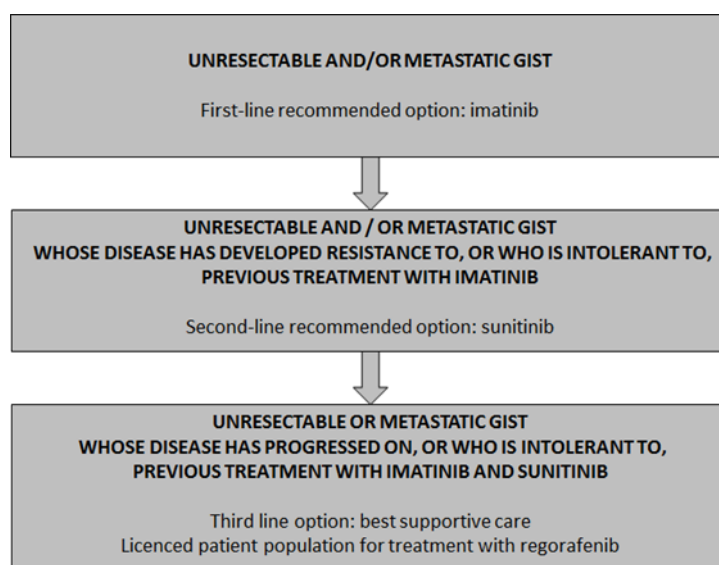 UNRESECTABLE AND/OR METASTATIC GIST
First-line recommended option: imatinib
UNRESECTABLE AND / OR METASTATIC GIST
WHOSE DISEASE HAS DEVELOPED RESISTANCE TO, OR WHO IS INTOLERANT TO,
PREVIOUS TREATMENT WITH IMATINIB
Second-line recommended option: sunitinib
UNRESECTABLE OR METASTATIC GIST
WHOSE DISEASE HAS PROGRESSED ON, OR WHO IS INTOLERANT TO,
PREVIOUS TREATMENT WITH IMATINIB AND SUNITINIB
Third line option: best supportive care
Licenced patient population for treatment with regorafenib